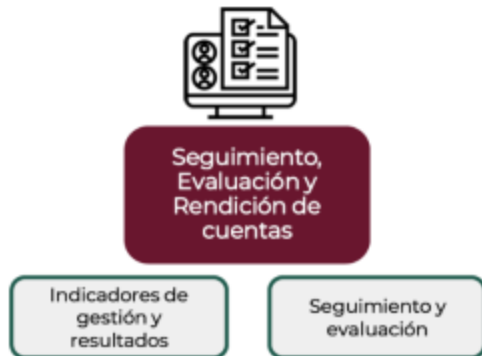 Seguimiento,
Evaluación y
Rendición de
cuentas
Indicadores de
gestión y
resultados
Seguimiento y
evaluación